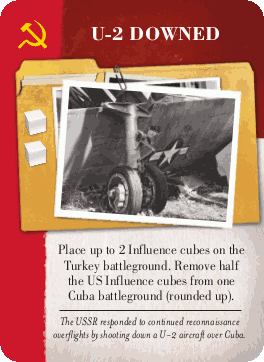 U-2 DOWNED
Place up to 2 Influence cubes on the
Turkey battleground. Remove half
the US Influence cubes from one
Cuba battleground (rounded up).
The USSR responded to continued reconnaissance
overflights by shooting down a U-2 aircraft over Cuba.